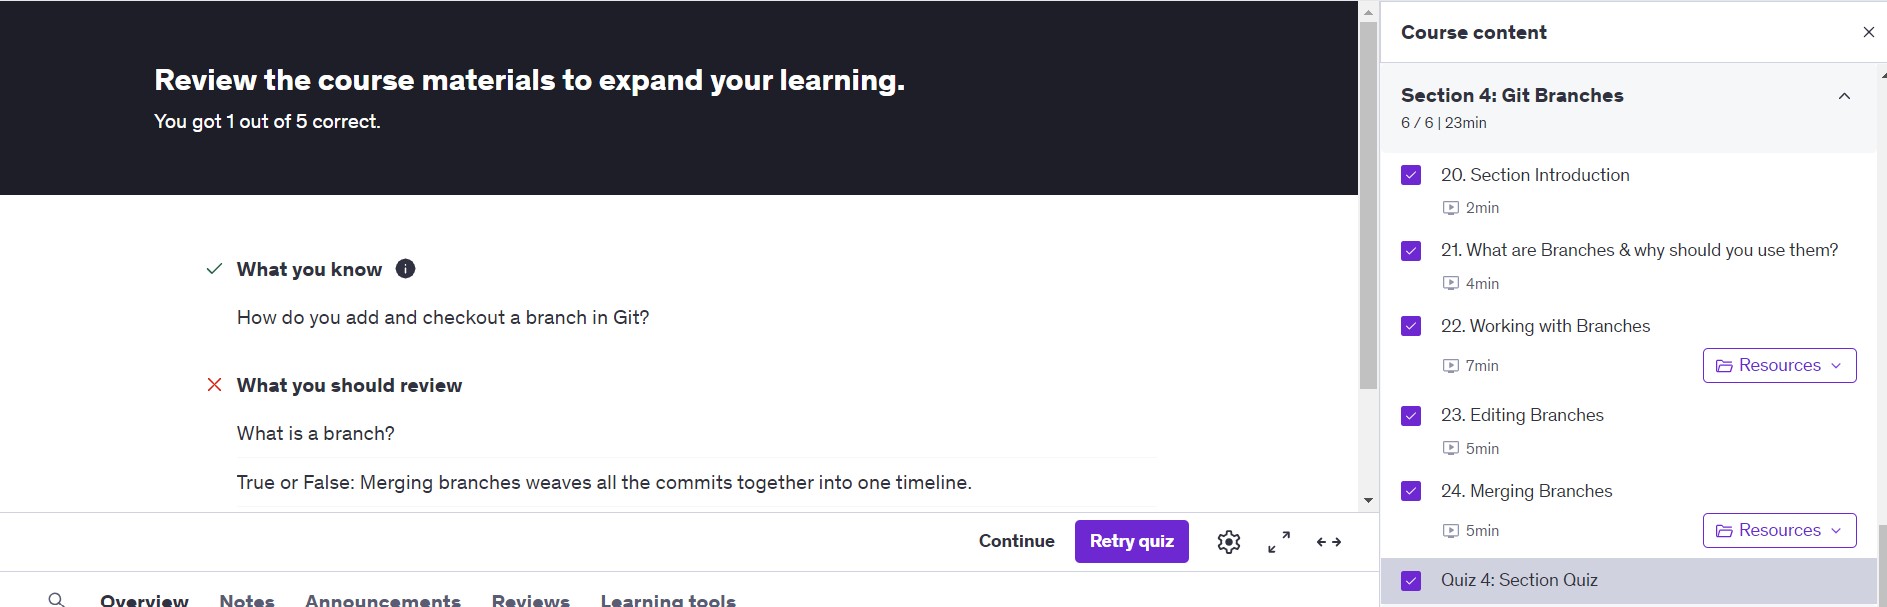 Review the course materials to expand your learning.
You got 1 out of 5 correct.
What you know
How do you add and checkout a branch in Git?
What you should review
What is a branch?
True or False: Merging branches weaves all the commits together into one timeline.
Continue
Retry quiz
Overview
Notes
Announcements
Reviews
Learning tools
Course content
Section 4: Git Branches
6 / 6 | 23min
20. Section Introduction
2min
21. What are Branches & why should you use them?
4min
22. Working with Branches
7min
Resources
23. Editing Branches
5min
24. Merging Branches
5min
Resources
Quiz 4: Section Quiz